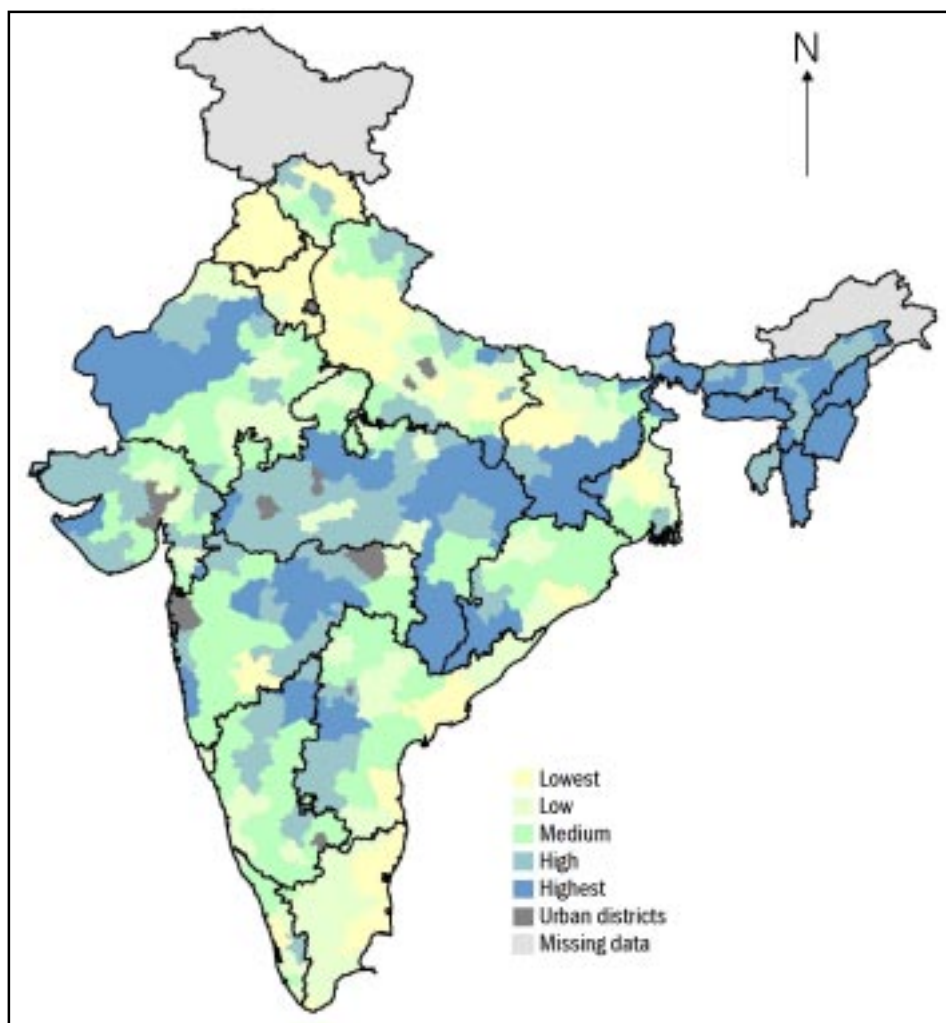 N
Lowest
Low
Medium
High
Highest
Urban districts
Missing data